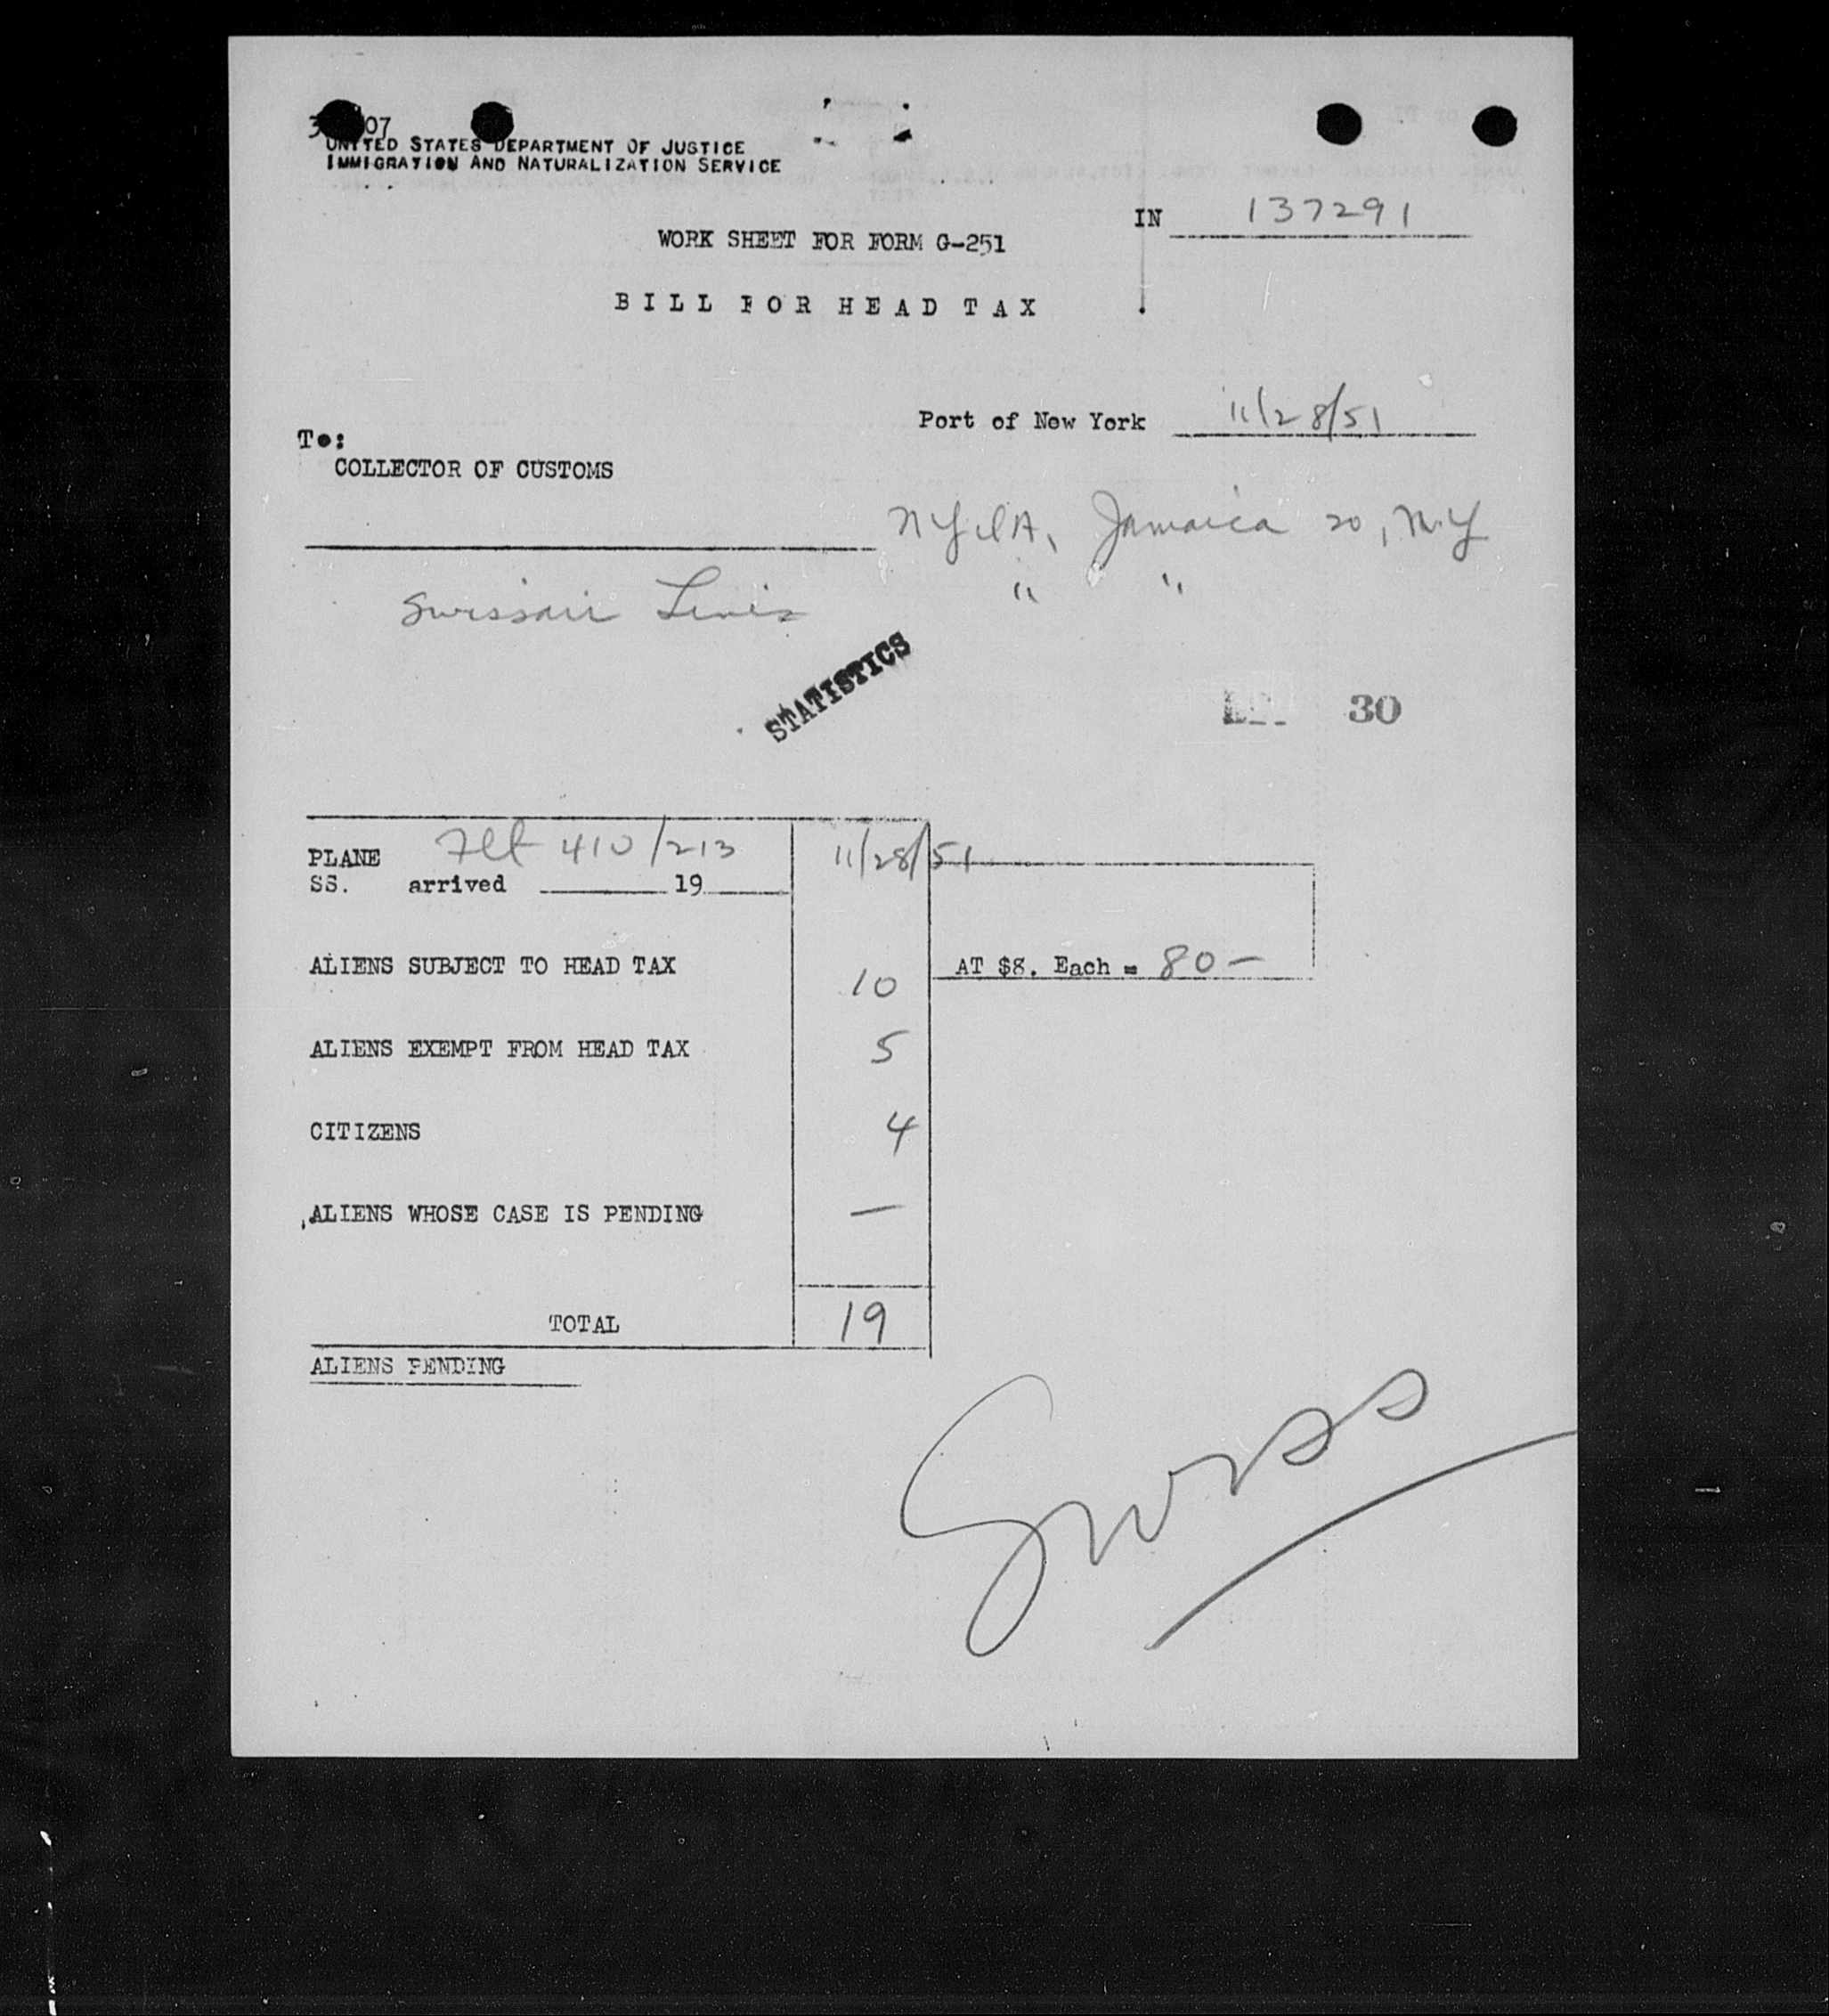 07
UNITED STATES DEPARTMENT OF JUSTICE
IMMIGRATION AND NATURALIZATION SERVICE
IN 137291
WORK SHEET FOR FORM G-251
BILL FOR HEAD TAX
Port of New York 11/28/51
To:
COLLECTOR OF CUSTOMS
NYIA, Jamaica 20, N.Y
Swissair Lines " "
STATISTICS
30
PLANE Flt 410/213 11/28/51
SS. arrived 19
ALIENS SUBJECT TO HEAD TAX 10 AT $8. Each = 80 —
ALIENS EXEMPT FROM HEAD TAX 5
CITIZENS 4
ALIENS WHOSE CASE IS PENDING —
TOTAL 19
ALIENS PENDING
Swiss